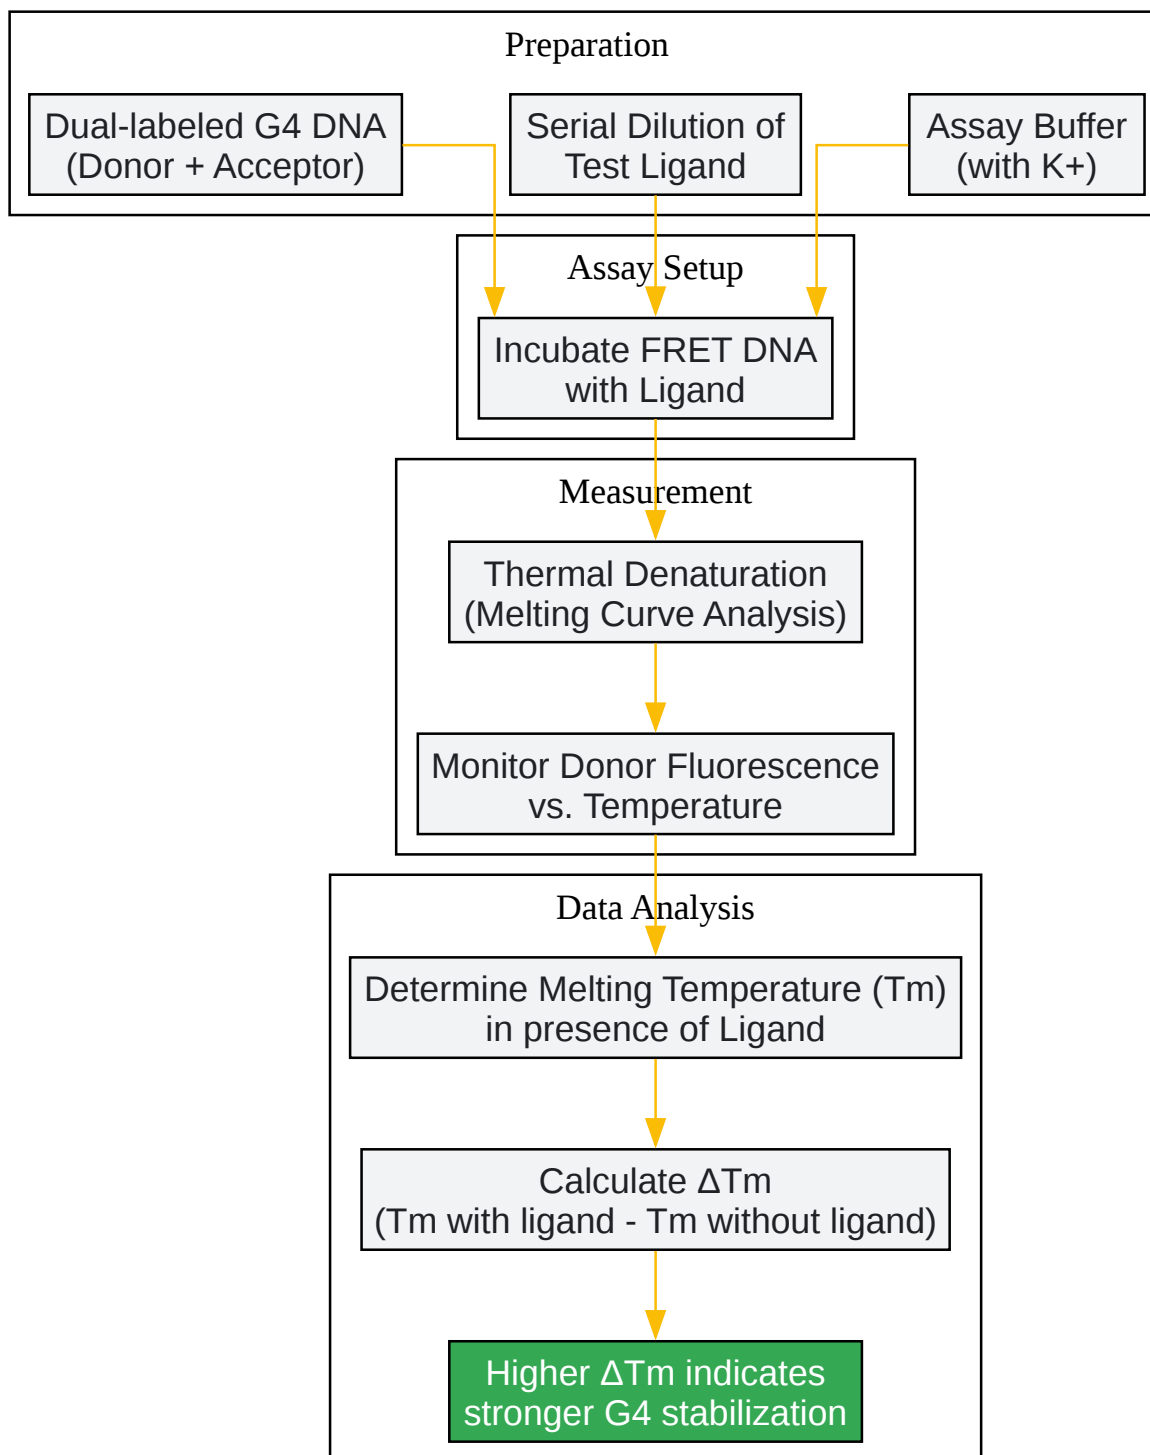 Preparation
Dual-labeled G4 DNA
(Donor + Acceptor)
Serial Dilution of
Test Ligand
Assay Buffer
(with K+)
Assay Setup
Incubate FRET DNA
with Ligand
Measurement
Thermal Denaturation
(Melting Curve Analysis)
Monitor Donor Fluorescence
vs. Temperature
Data Analysis
Determine Melting Temperature (Tm)
in presence of Ligand
Calculate ΔTm
(Tm with ligand - Tm without ligand)
Higher ΔTm indicates
stronger G4 stabilization